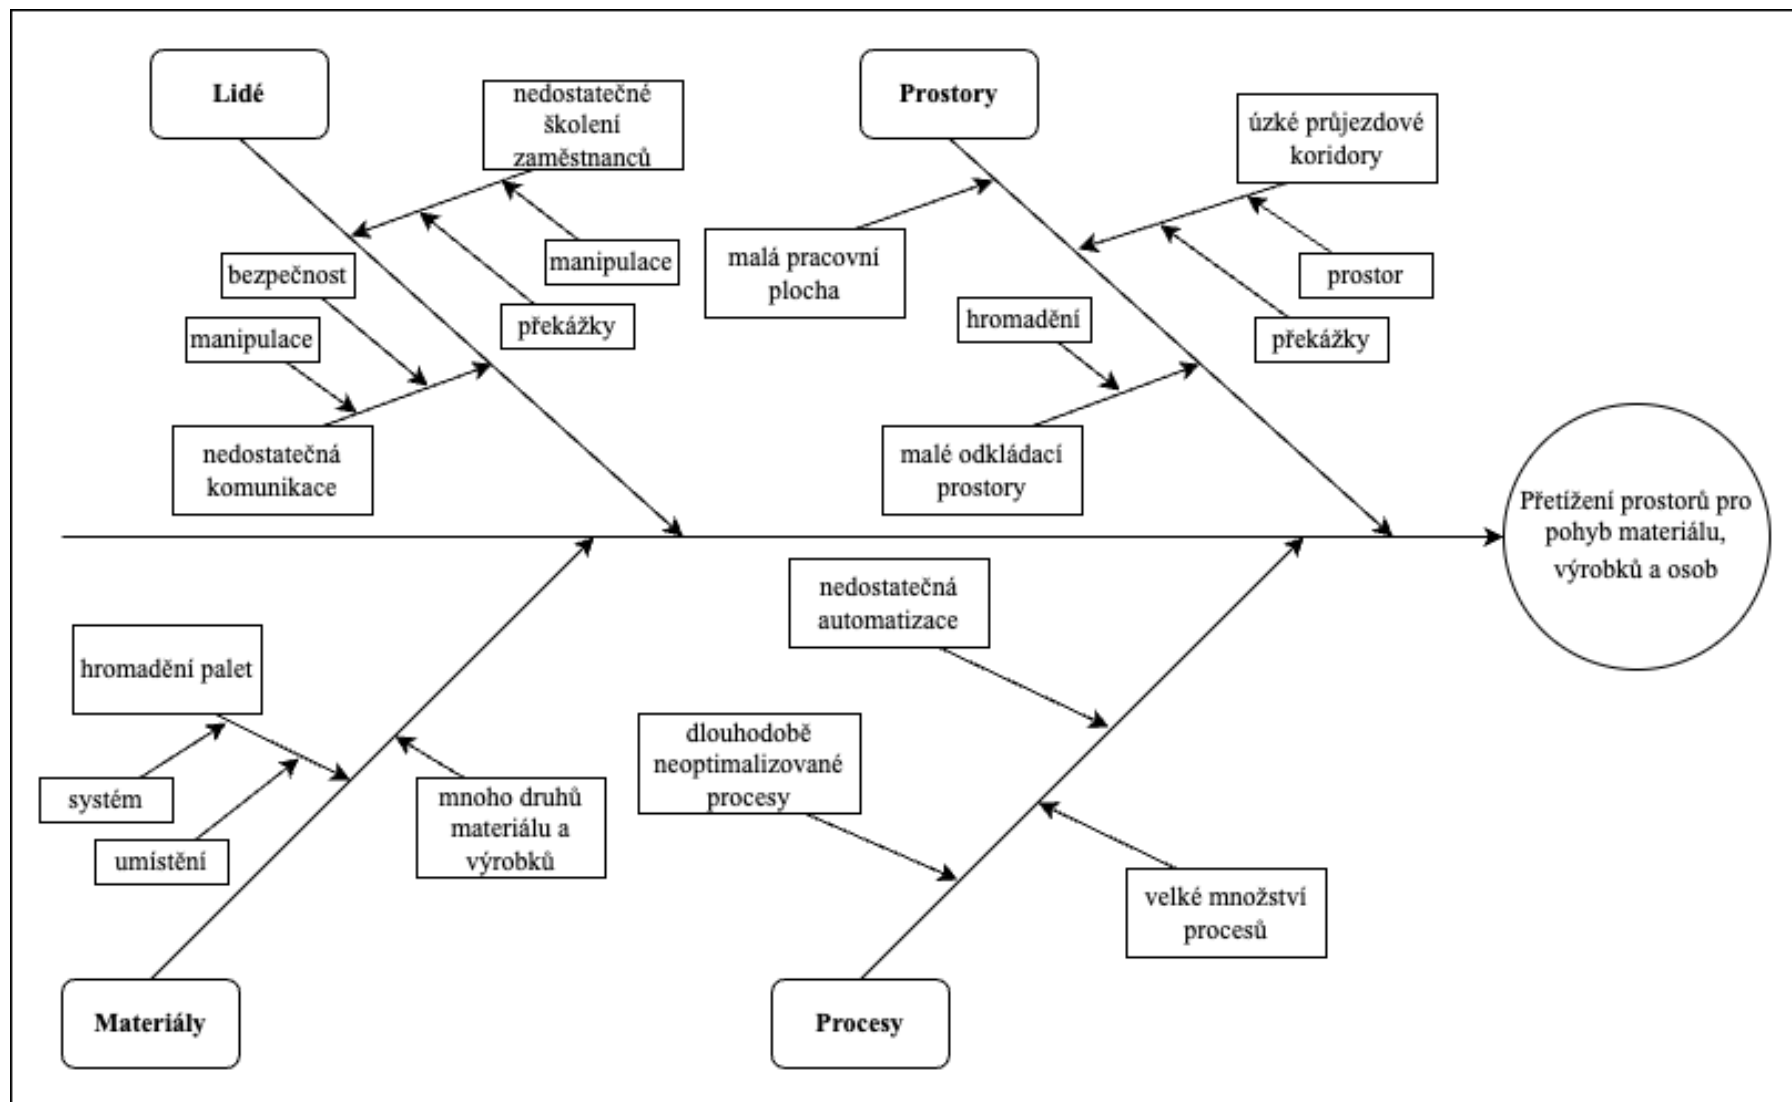 Lidé
nedostatečné
školení
zaměstnanců
manipulace
překážky
bezpečnost
manipulace
nedostatečná
komunikace
Prostory
úzké průjezdové
koridory
prostor
překážky
malá pracovní
plocha
hromadění
malé odkládací
prostory
Přetížení prostorů pro
pohyb materiálu,
výrobků a osob
hromadění palet
systém
umístění
mnoho druhů
materiálu a
výrobků
Materiály
nedostatečná
automatizace
dlouhodobě
neoptimalizované
procesy
velké množství
procesů
Procesy